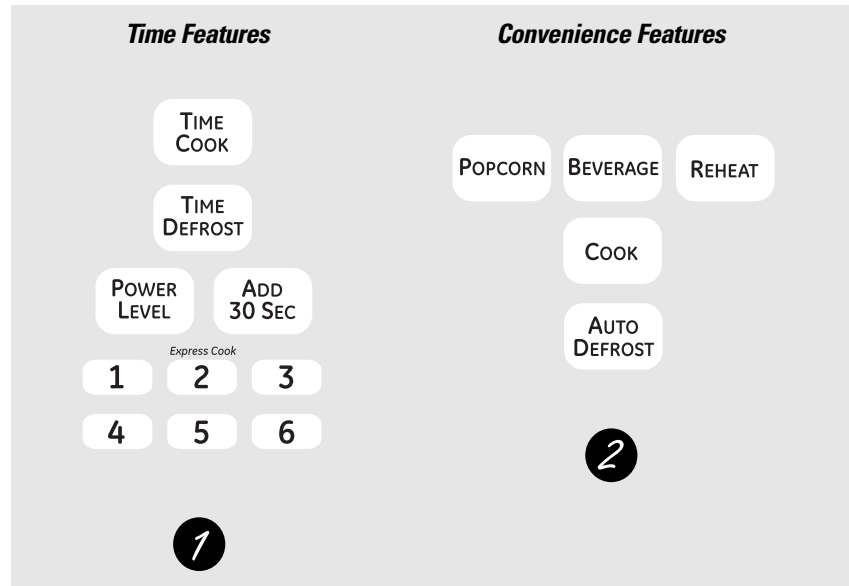 Time Features
TIME
COOK
TIME
DEFROST
POWER
LEVEL
ADD
30 SEC
Express Cook
1 2 3
4 5 6
1
Convenience Features
POPCORN BEVERAGE REHEAT
COOK
AUTO
DEFROST
2